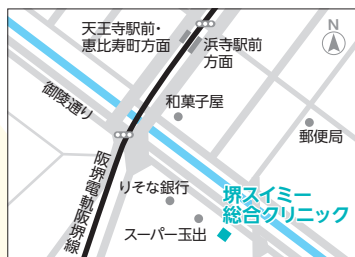 天王寺駅前・
恵比寿町方面
浜寺駅前
方面
N
御陵通り
和菓子屋
郵便局
阪堺電軌阪堺線
りそな銀行
堺スイミー
総合クリニック
スーパー玉出